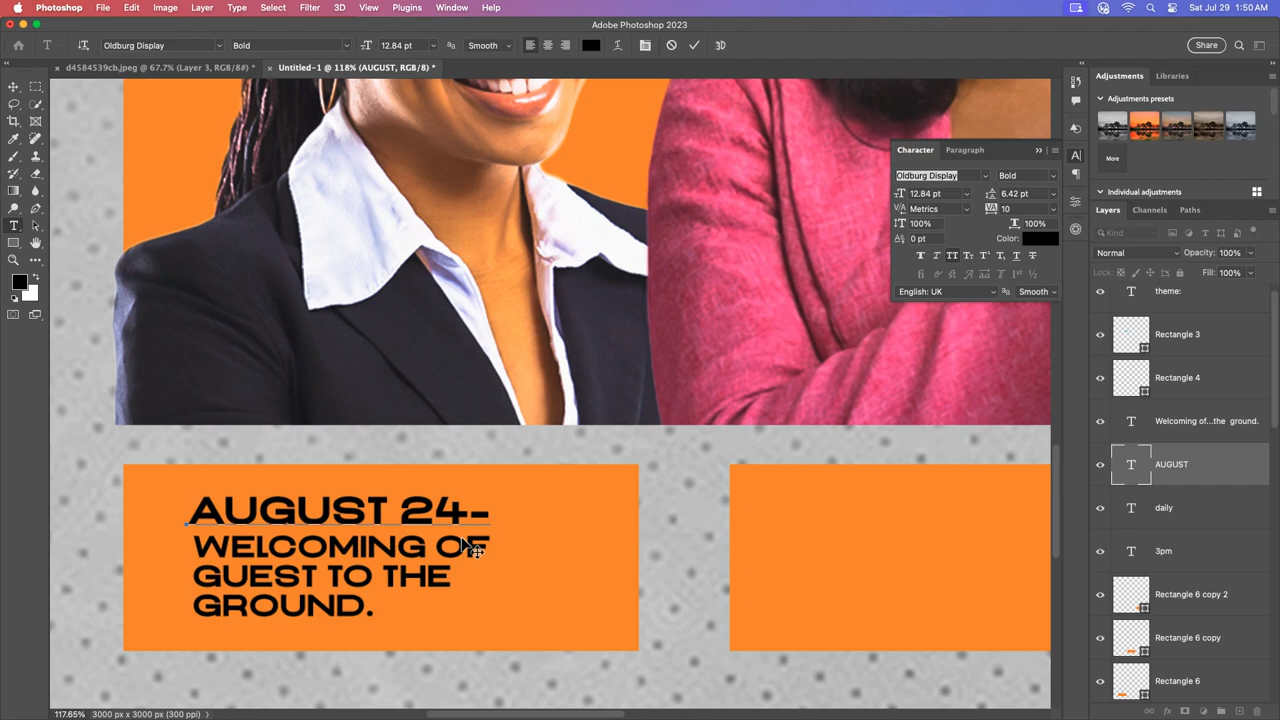 Photoshop File Edit Image Layer Type Select Filter 3D View Plugins Window Help Sat Jul 29 1:50 AM
Adobe Photoshop 2023
Oldburg Display Bold 12.84 pt Smooth 3D Share
d4584539cb.jpeg @ 67.7% (Layer 3, RGB/8#) * Untitled-1 @ 118% (AUGUST, RGB/8) *
Adjustments Libraries
Adjustments presets
More
Individual adjustments
Character Paragraph
Oldburg Display Bold
12.84 pt 6.42 pt
Metrics 10
100% 100%
0 pt Color:
English: UK Smooth
Layers Channels Paths
Kind
Normal Opacity: 100%
Lock: Fill: 100%
theme:
Rectangle 3
Rectangle 4
Welcoming of...the ground.
AUGUST
daily
3pm
Rectangle 6 copy 2
Rectangle 6 copy
Rectangle 6
AUGUST 24-
WELCOMING OF
GUEST TO THE
GROUND.
117.65% 3000 px x 3000 px (300 ppi)